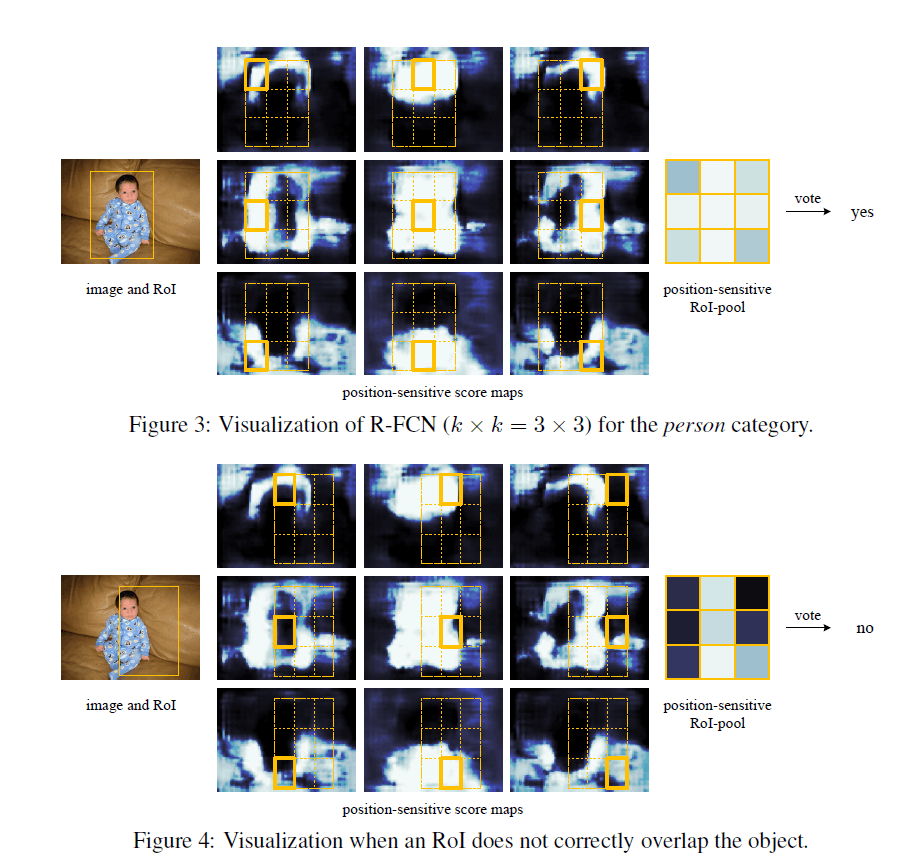 vote
yes
image and RoI
position-sensitive
RoI-pool
position-sensitive score maps
Figure 3: Visualization of R-FCN (k × k = 3 × 3) for the person category.
vote
no
image and RoI
position-sensitive
RoI-pool
position-sensitive score maps
Figure 4: Visualization when an RoI does not correctly overlap the object.